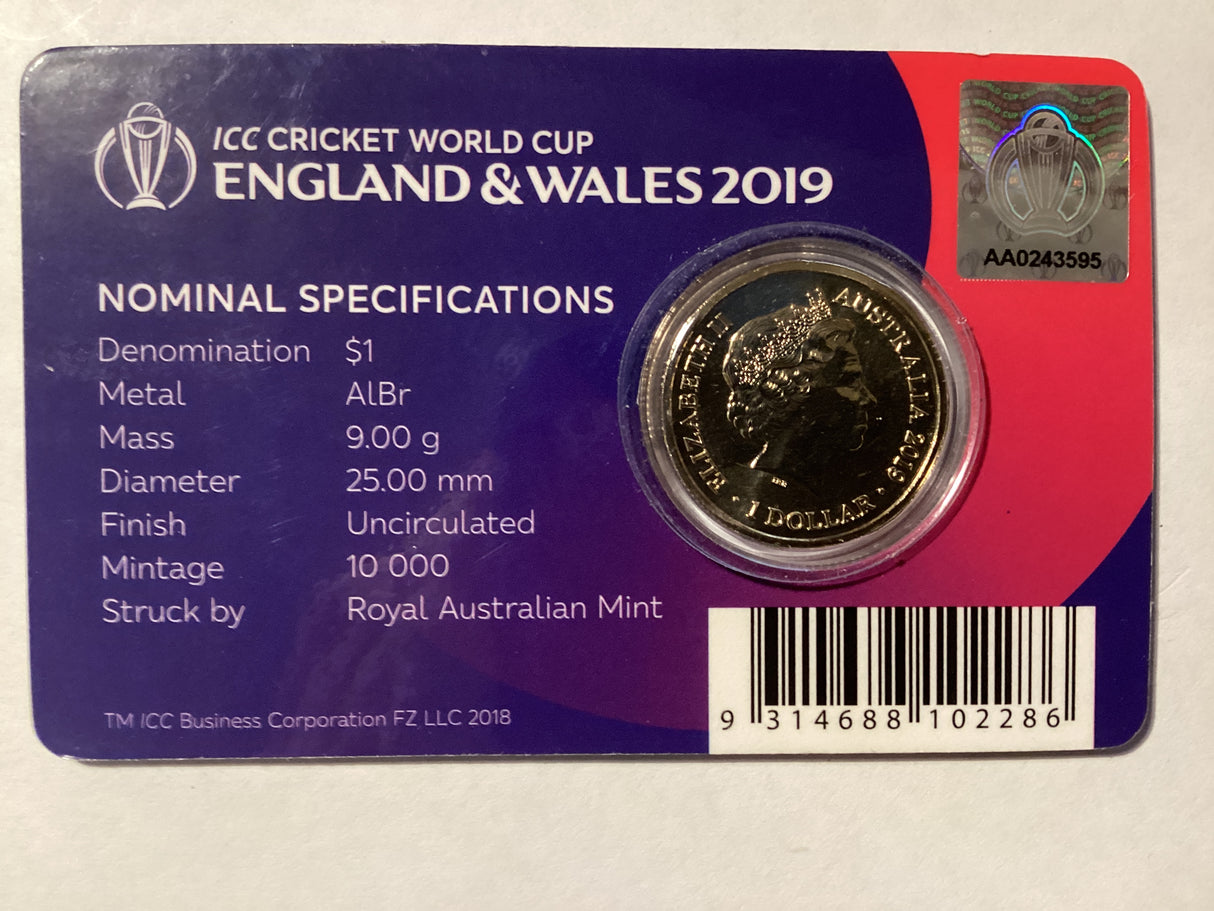 ICC CRICKET WORLD CUP
ENGLAND & WALES 2019
AA0243595
NOMINAL SPECIFICATIONS
Denomination $1
Metal AlBr
Mass 9.00 g
Diameter 25.00 mm
Finish Uncirculated
Mintage 10 000
Struck by Royal Australian Mint
ELIZABETH II AUSTRALIA 2019
· 1 DOLLAR ·
TM ICC Business Corporation FZ LLC 2018
9 314688 102286